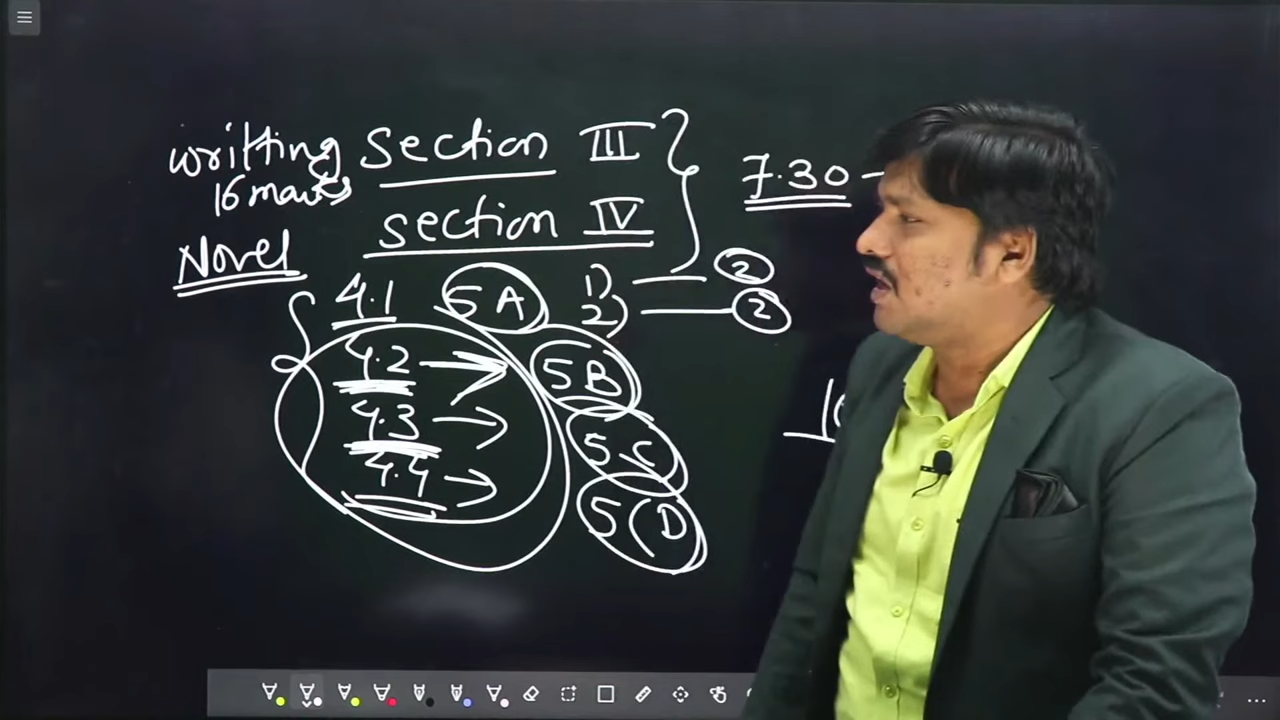 writting section III
16 marks 7.30 -
section IV
Novel
4.1 5A 1) 2
2) 2
4.2 5B
4.3 5C
4.4 5(D